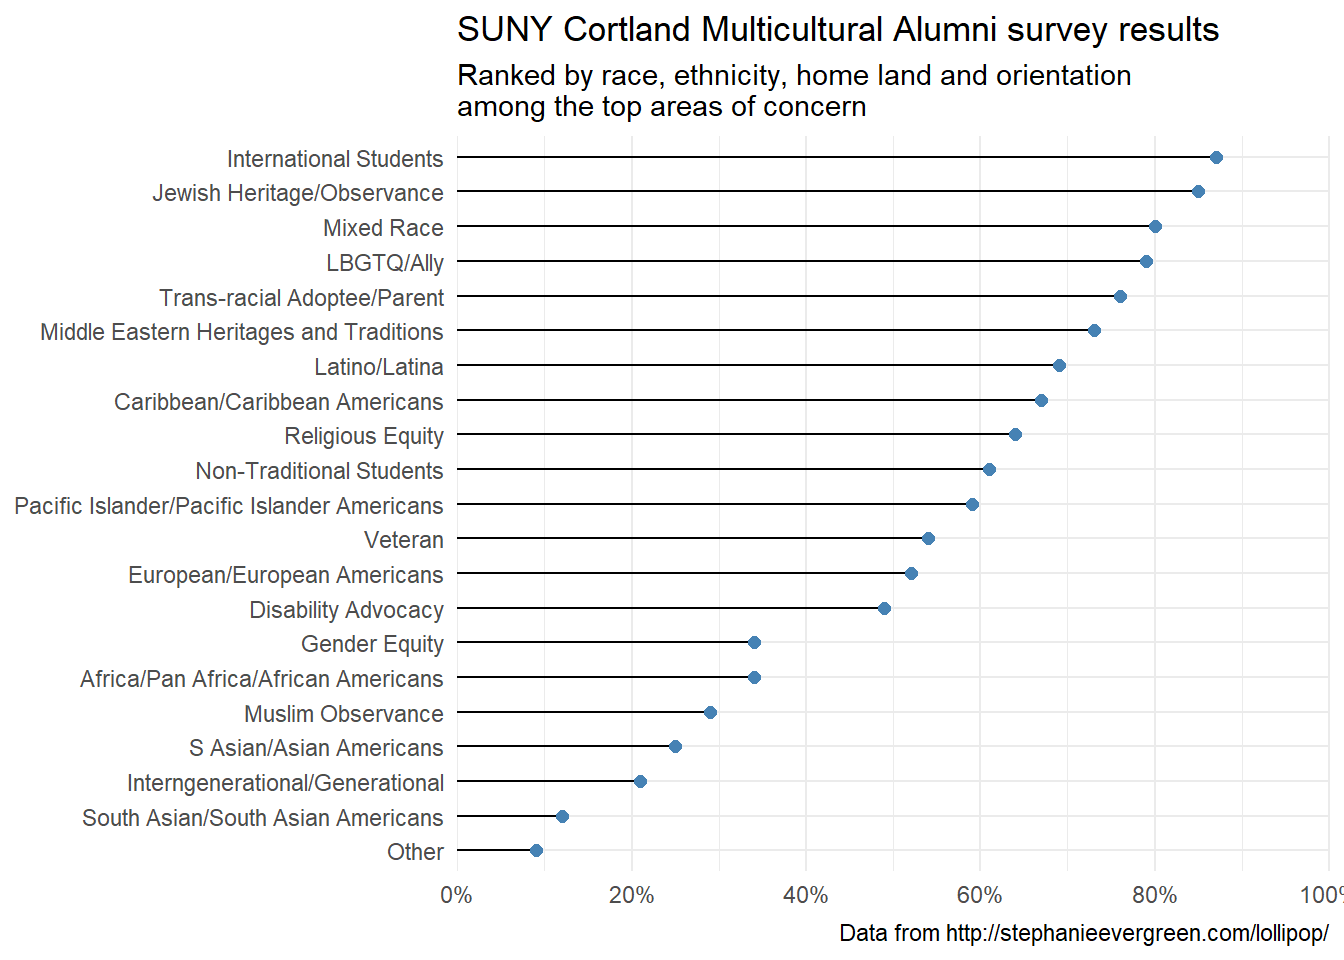 SUNY Cortland Multicultural Alumni survey results
Ranked by race, ethnicity, home land and orientation
among the top areas of concern
International Students
Jewish Heritage/Observance
Mixed Race
LBGTQ/Ally
Trans-racial Adoptee/Parent
Middle Eastern Heritages and Traditions
Latino/Latina
Caribbean/Caribbean Americans
Religious Equity
Non-Traditional Students
Pacific Islander/Pacific Islander Americans
Veteran
European/European Americans
Disability Advocacy
Gender Equity
Africa/Pan Africa/African Americans
Muslim Observance
S Asian/Asian Americans
Interngenerational/Generational
South Asian/South Asian Americans
Other
0% 20% 40% 60% 80% 100%
Data from http://stephanieevergreen.com/lollipop/